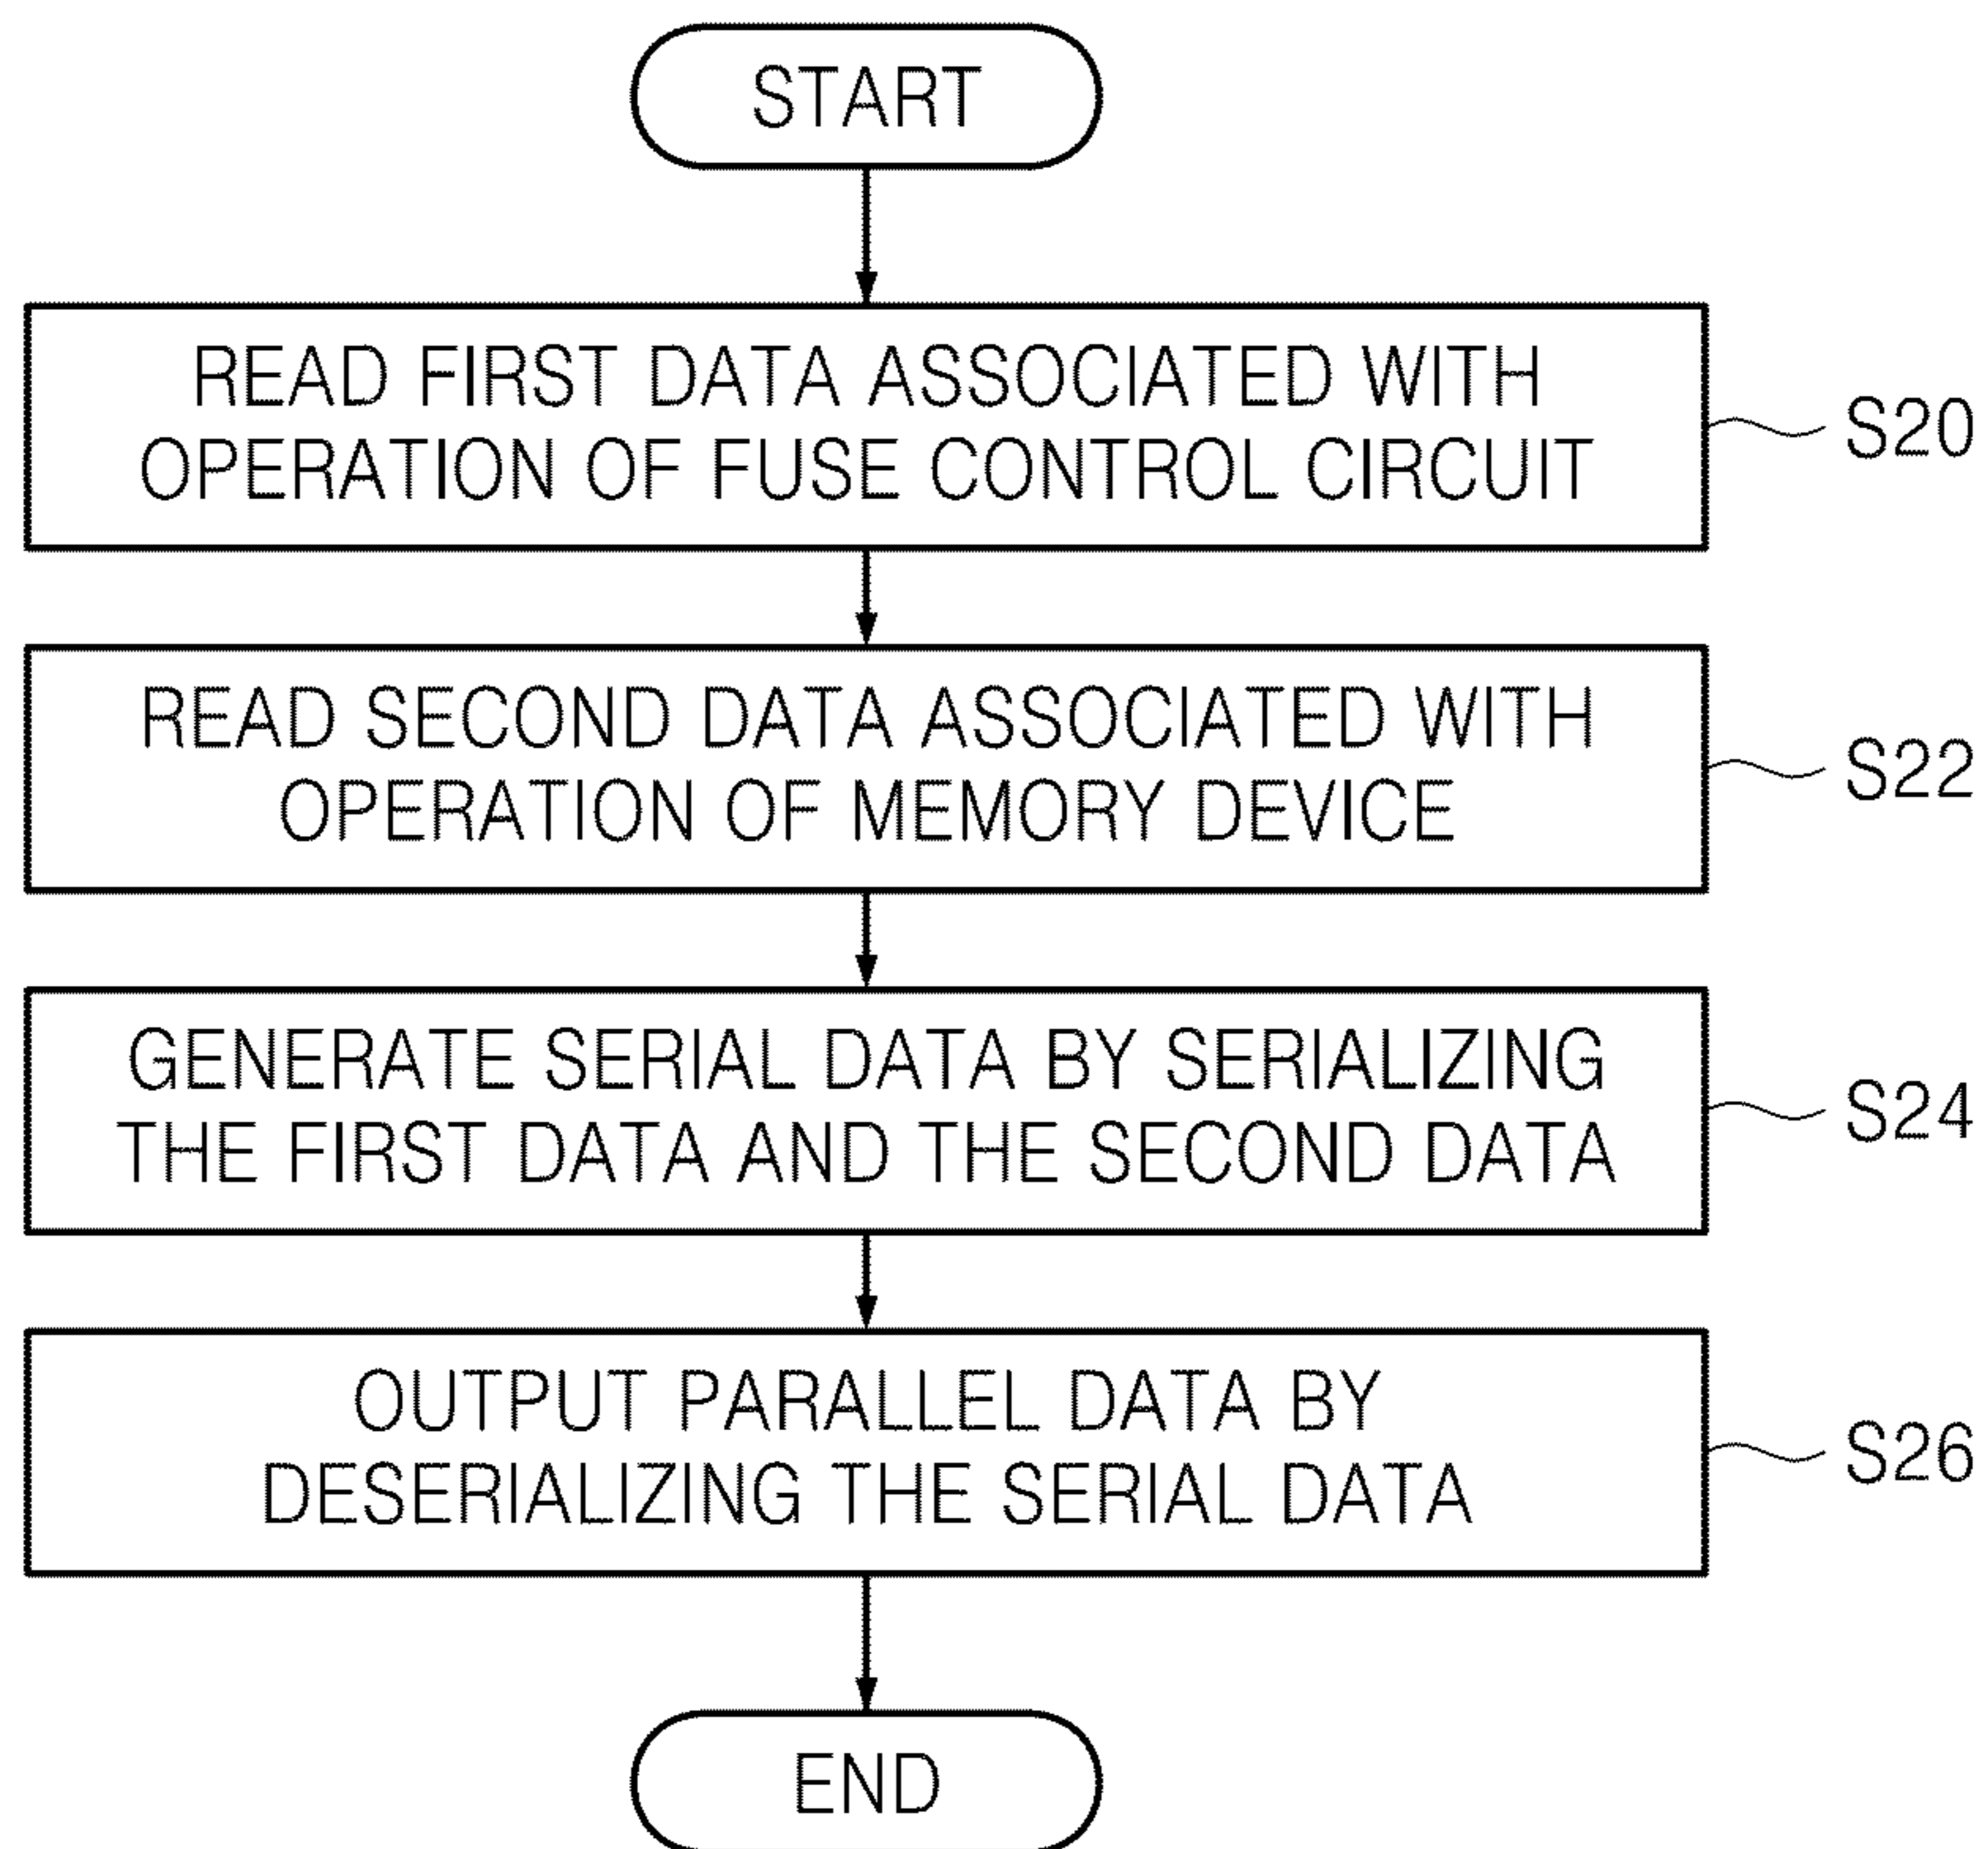 START
READ FIRST DATA ASSOCIATED WITH
OPERATION OF FUSE CONTROL CIRCUIT
S20
READ SECOND DATA ASSOCIATED WITH
OPERATION OF MEMORY DEVICE
S22
GENERATE SERIAL DATA BY SERIALIZING
THE FIRST DATA AND THE SECOND DATA
S24
OUTPUT PARALLEL DATA BY
DESERIALIZING THE SERIAL DATA
S26
END